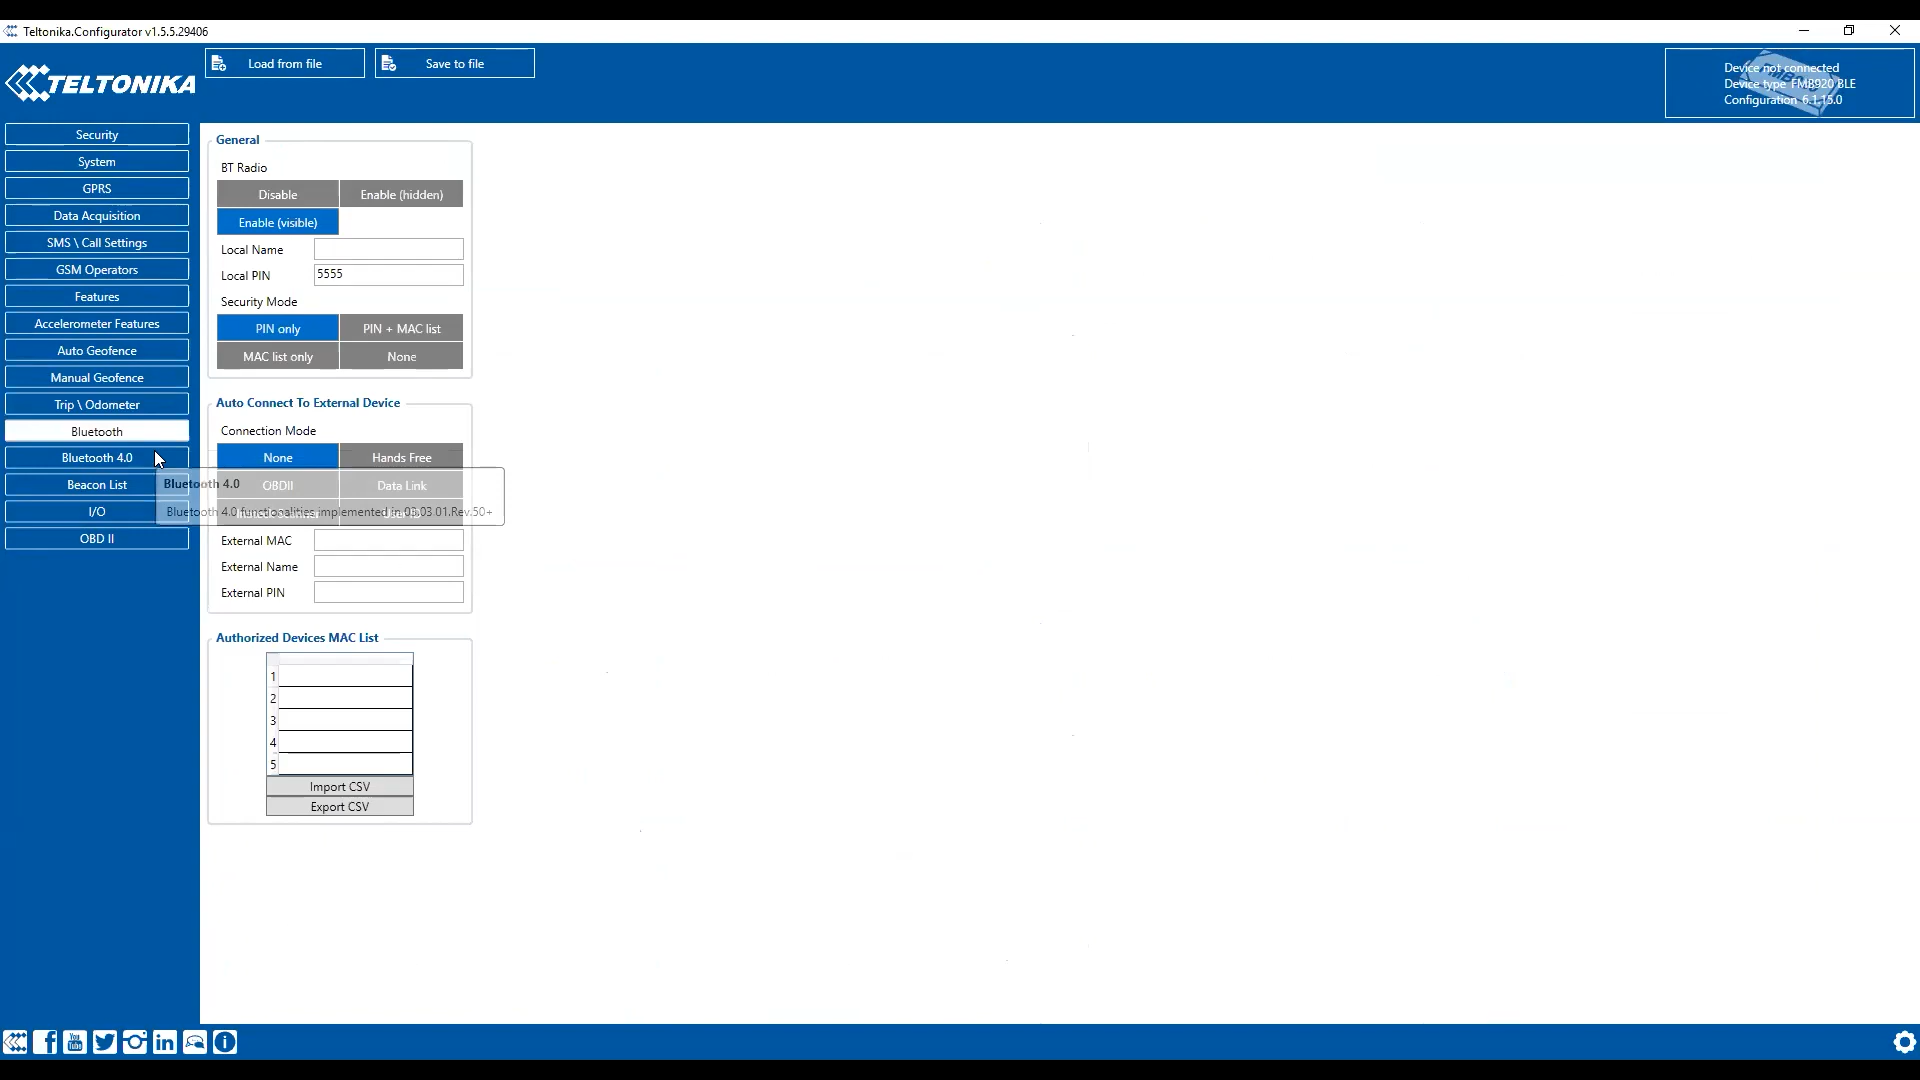 Teltonika.Configurator v1.5.5.29406
Load from file
Save to file
TELTONIKA
Device not connected
Device type FMB920 BLE
Configuration 6.1.15.0
Security
System
GPRS
Data Acquisition
SMS \ Call Settings
GSM Operators
Features
Accelerometer Features
Auto Geofence
Manual Geofence
Trip \ Odometer
Bluetooth
Bluetooth 4.0
Beacon List
I/O
OBD II
General
BT Radio
Disable
Enable (hidden)
Enable (visible)
Local Name
Local PIN
5555
Security Mode
PIN only
PIN + MAC list
MAC list only
None
Auto Connect To External Device
Connection Mode
None
Hands Free
OBDII
Data Link
Bluetooth 4.0
Bluetooth 4.0 functionalities implemented in 03.03.01.Rev.50+
External MAC
External Name
External PIN
Authorized Devices MAC List
1
2
3
4
5
Import CSV
Export CSV